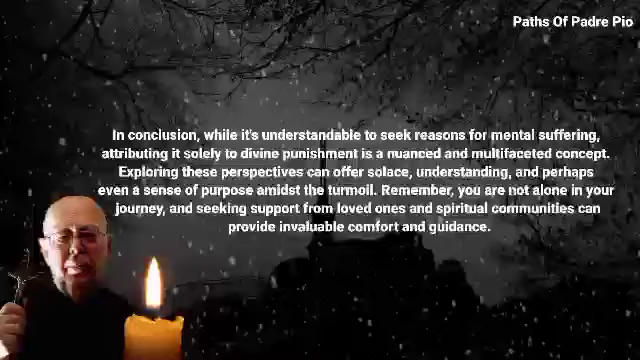 Paths Of Padre Pio
In conclusion, while it's understandable to seek reasons for mental suffering,
attributing it solely to divine punishment is a nuanced and multifaceted concept.
Exploring these perspectives can offer solace, understanding, and perhaps
even a sense of purpose amidst the turmoil. Remember, you are not alone in your
journey, and seeking support from loved ones and spiritual communities can
provide invaluable comfort and guidance.